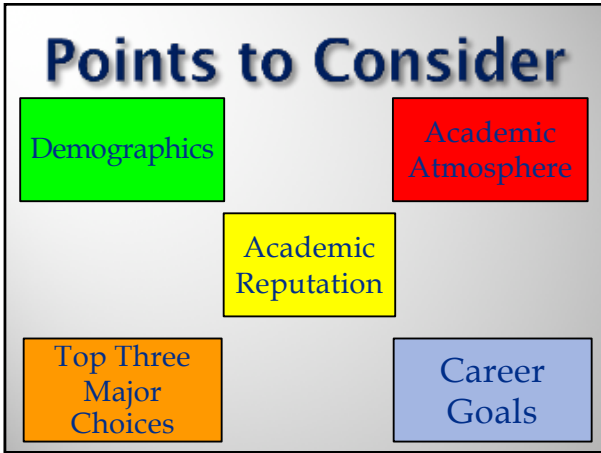 Points to Consider
Demographics
Academic
Atmosphere
Academic
Reputation
Top Three
Major
Choices
Career
Goals